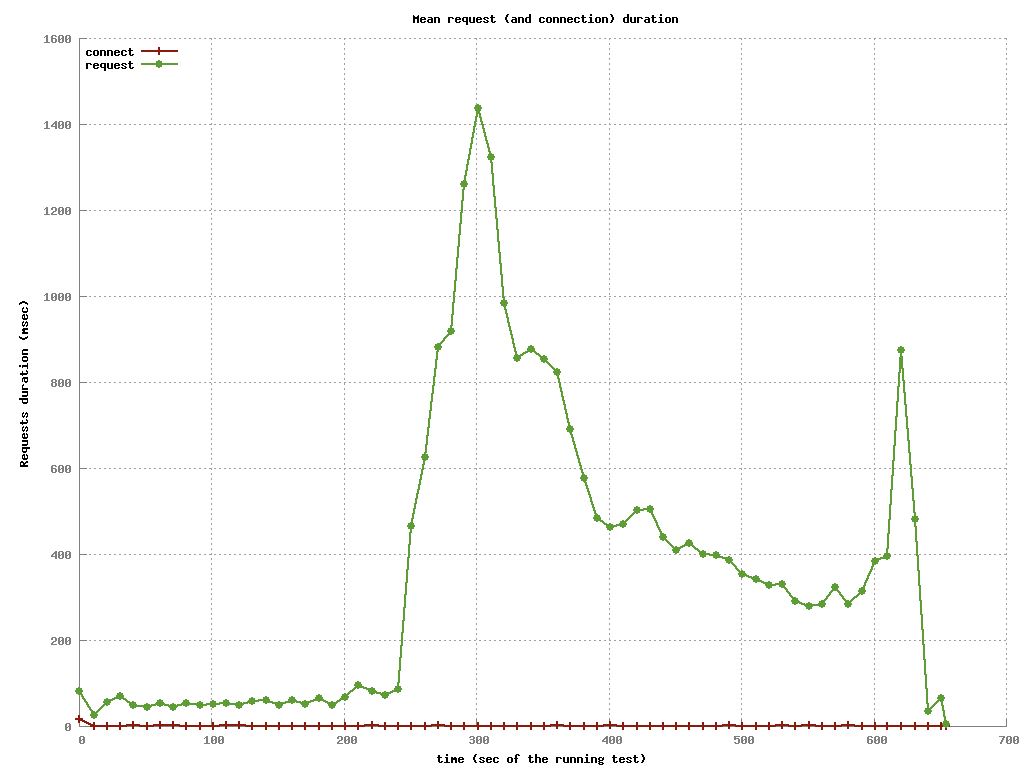 Mean request (and connection) duration
1600
connect
request
1400
1200
1000
800
600
400
200
0
Requests duration (msec)
0 100 200 300 400 500 600 700
time (sec of the running test)